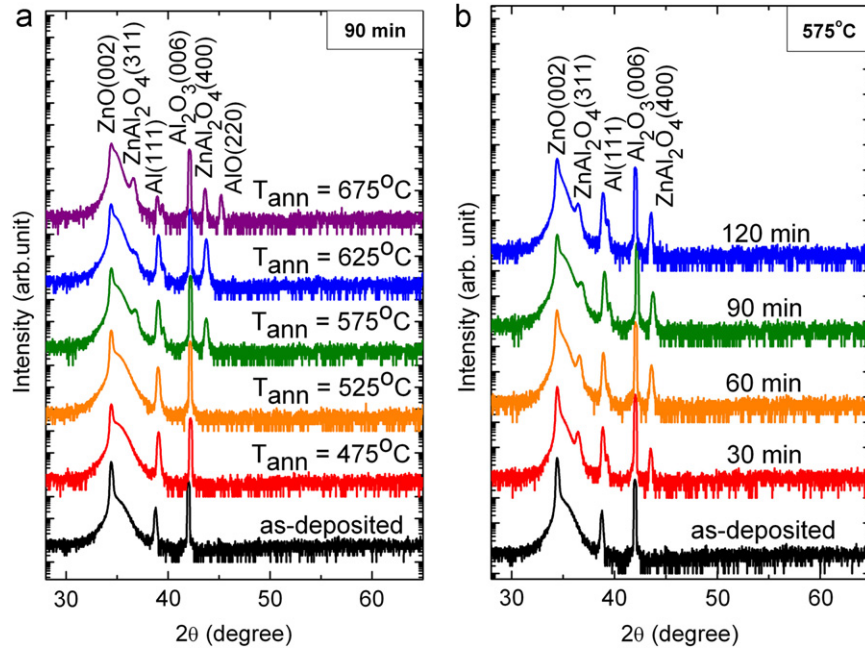 a
90 min
ZnO(002)
ZnAl2O4(311)
Al(111)
Al2O3(006)
ZnAl2O4(400)
AlO(220)
Tann = 675oC
Tann = 625oC
Tann = 575oC
Tann = 525oC
Tann = 475oC
as-deposited
Intensity (arb.unit)
30 40 50 60
2θ (degree)
b
575oC
ZnO(002)
ZnAl2O4(311)
Al(111)
Al2O3(006)
ZnAl2O4(400)
120 min
90 min
60 min
30 min
as-deposited
Intensity (arb. unit)
30 40 50 60
2θ (degree)